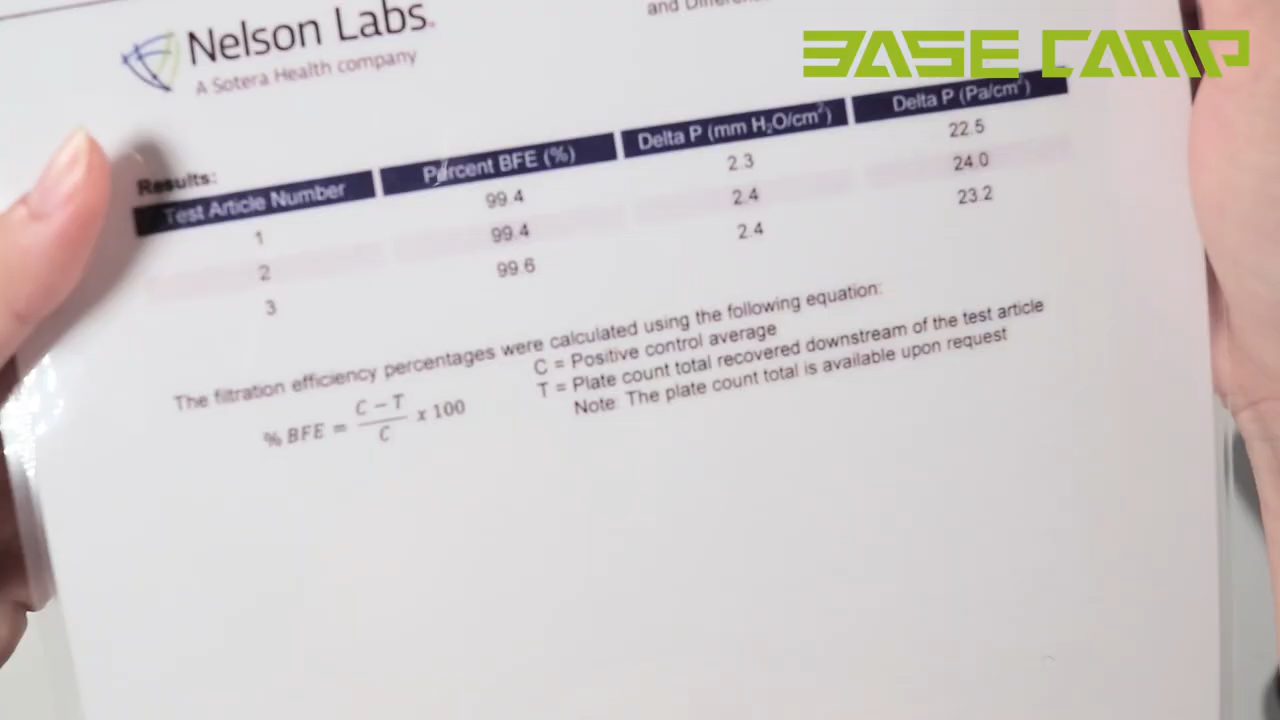 Nelson Labs.
A Sotera Health company
and Differe
BASE CAMP
Results:
Test Article Number Percent BFE (%) Delta P (mm H₂O/cm²) Delta P (Pa/cm²)
1 99.4 2.3 22.5
2 99.4 2.4 24.0
3 99.6 2.4 23.2
The filtration efficiency percentages were calculated using the following equation:
% BFE = (C − T)/C x 100
C = Positive control average
T = Plate count total recovered downstream of the test article
Note: The plate count total is available upon request